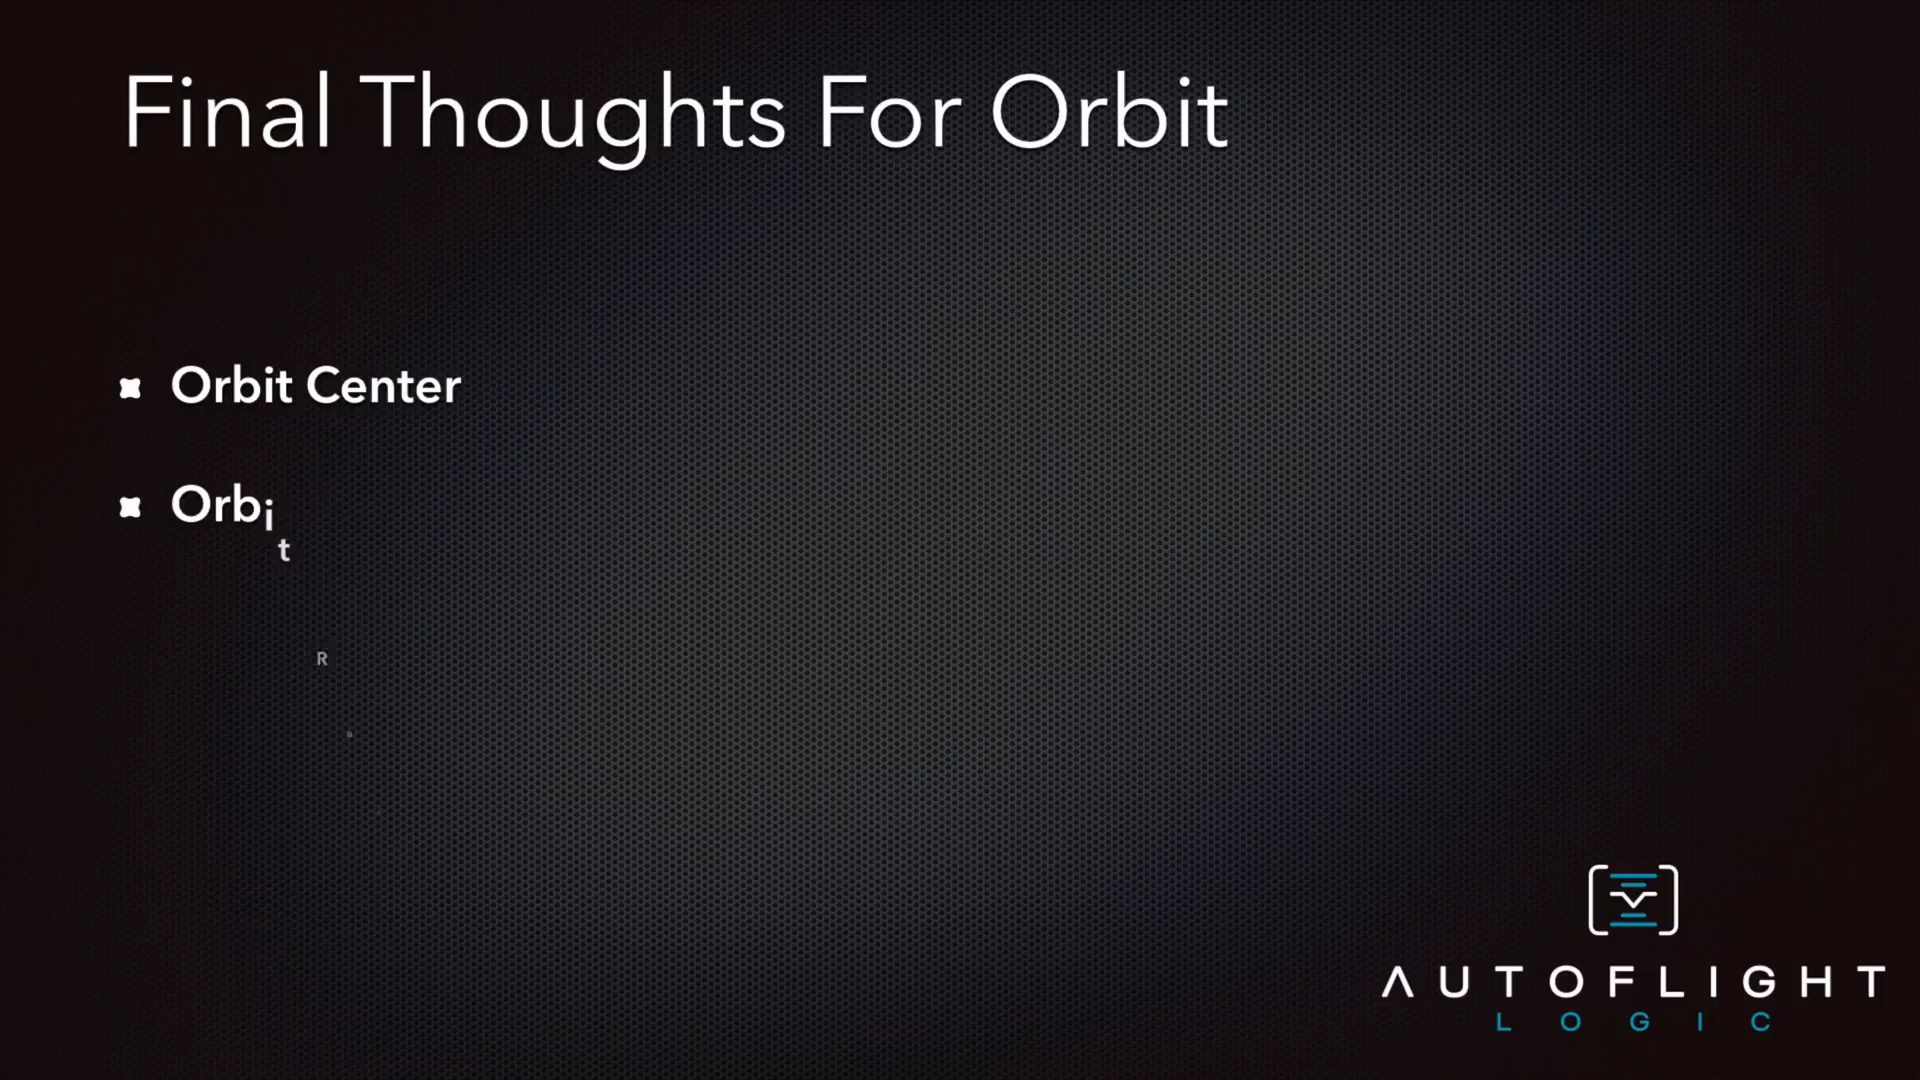 Final Thoughts For Orbit
Orbit Center
Orbit R
AUTOFLIGHT
LOGIC